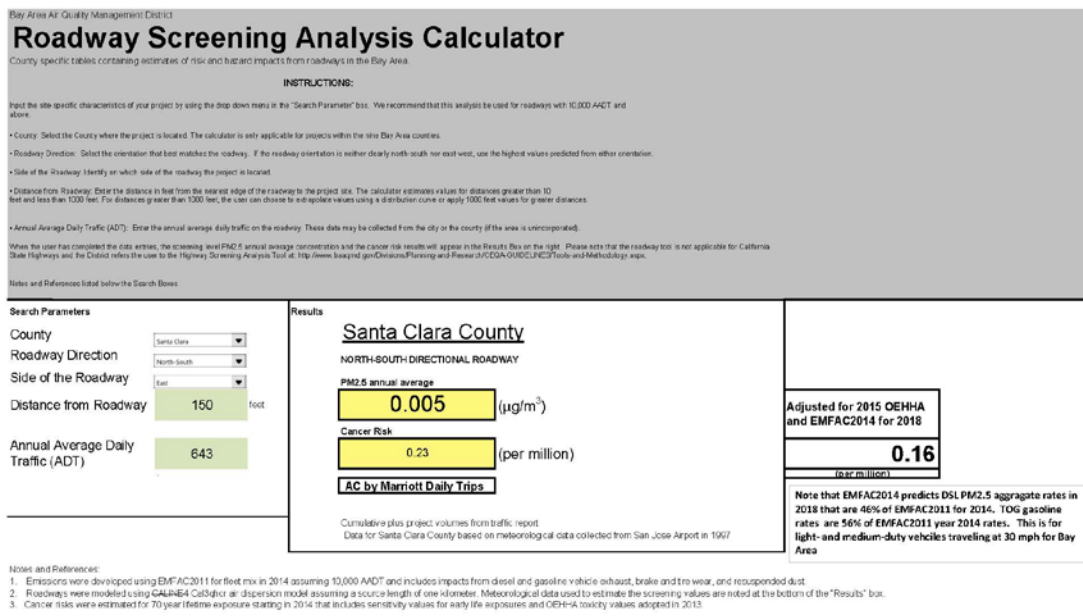 Bay Area Air Quality Management District
Roadway Screening Analysis Calculator
County specific tables containing estimates of risk and hazard impacts from roadways in the Bay Area.
INSTRUCTIONS:
Input the site-specific characteristics of your project by using the drop down menu in the "Search Parameter" box. We recommend that this analysis be used for roadways with 10,000 AADT and
above.
• County: Select the County where the project is located. The calculator is only applicable for projects within the nine Bay Area counties.
• Roadway Direction: Select the orientation that best matches the roadway. If the roadway orientation is neither clearly north-south nor east-west, use the highest values predicted from either orientation.
• Side of the Roadway: Identify on which side of the roadway the project is located.
• Distance from Roadway: Enter the distance in feet from the nearest edge of the roadway to the project site. The calculator estimates values for distances greater than 10
feet and less than 1000 feet. For distances greater than 1000 feet, the user can choose to extrapolate values using a distribution curve or apply 1000 feet values for greater distances.
• Annual Average Daily Traffic (ADT): Enter the annual average daily traffic on the roadway. These data may be collected from the city or the county (if the area is unincorporated).
When the user has completed the data entries, the screening level PM2.5 annual average concentration and the cancer risk results will appear in the Results Box on the right. Please note that the roadway tool is not applicable for California
State Highways and the District refers the user to the Highway Screening Analysis Tool at: http://www.baaqmd.gov/Divisions/Planning-and-Research/CEQA-GUIDELINES/Tools-and-Methodology.aspx.
Notes and References listed below the Search Boxes
Search Parameters
County
Santa Clara
Roadway Direction
North-South
Side of the Roadway
East
Distance from Roadway
150
feet
Annual Average Daily
Traffic (ADT)
643
Results
Santa Clara County
NORTH-SOUTH DIRECTIONAL ROADWAY
PM2.5 annual average
0.005
(µg/m³)
Cancer Risk
0.23
(per million)
AC by Marriott Daily Trips
Cumulative plus project volumes from traffic report
Data for Santa Clara County based on meteorological data collected from San Jose Airport in 1997
Adjusted for 2015 OEHHA
and EMFAC2014 for 2018
0.16
(per million)
Note that EMFAC2014 predicts DSL PM2.5 aggragate rates in
2018 that are 46% of EMFAC2011 for 2014. TOG gasoline
rates are 56% of EMFAC2011 year 2014 rates. This is for
light- and medium-duty vehciles traveling at 30 mph for Bay
Area
Notes and References:
1. Emissions were developed using EMFAC2011 for fleet mix in 2014 assuming 10,000 AADT and includes impacts from diesel and gasoline vehicle exhaust, brake and tire wear, and resuspended dust.
2. Roadways were modeled using CALINE4 Cal3qhcr air dispersion model assuming a source length of one kilometer. Meteorological data used to estimate the screening values are noted at the bottom of the "Results" box.
3. Cancer risks were estimated for 70 year lifetime exposure starting in 2014 that includes sensitivity values for early life exposures and OEHHA toxicity values adopted in 2013.